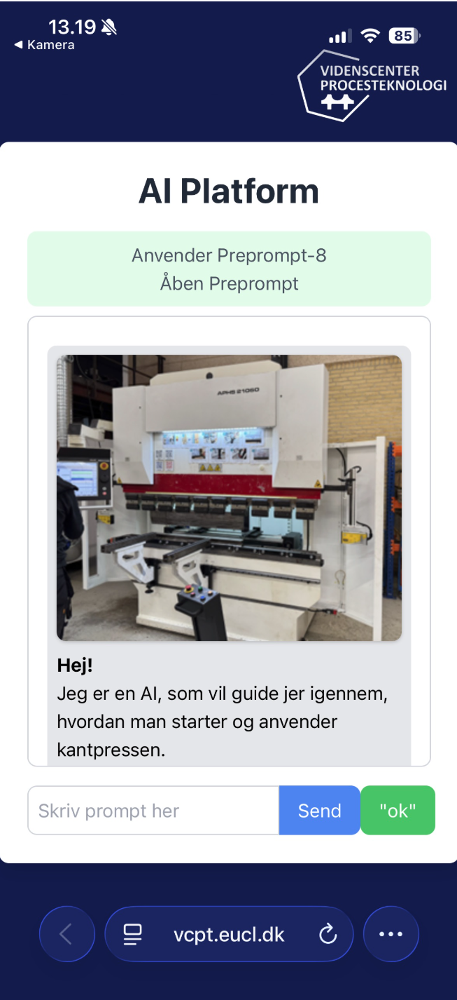 13.19
◀ Kamera
85
VIDENSCENTER
PROCESTEKNOLOGI
AI Platform
Anvender Preprompt-8
Åben Preprompt
APHS 21050
Hej!
Jeg er en AI, som vil guide jer igennem,
hvordan man starter og anvender
kantpressen.
Skriv prompt her
Send
"ok"
vcpt.eucl.dk